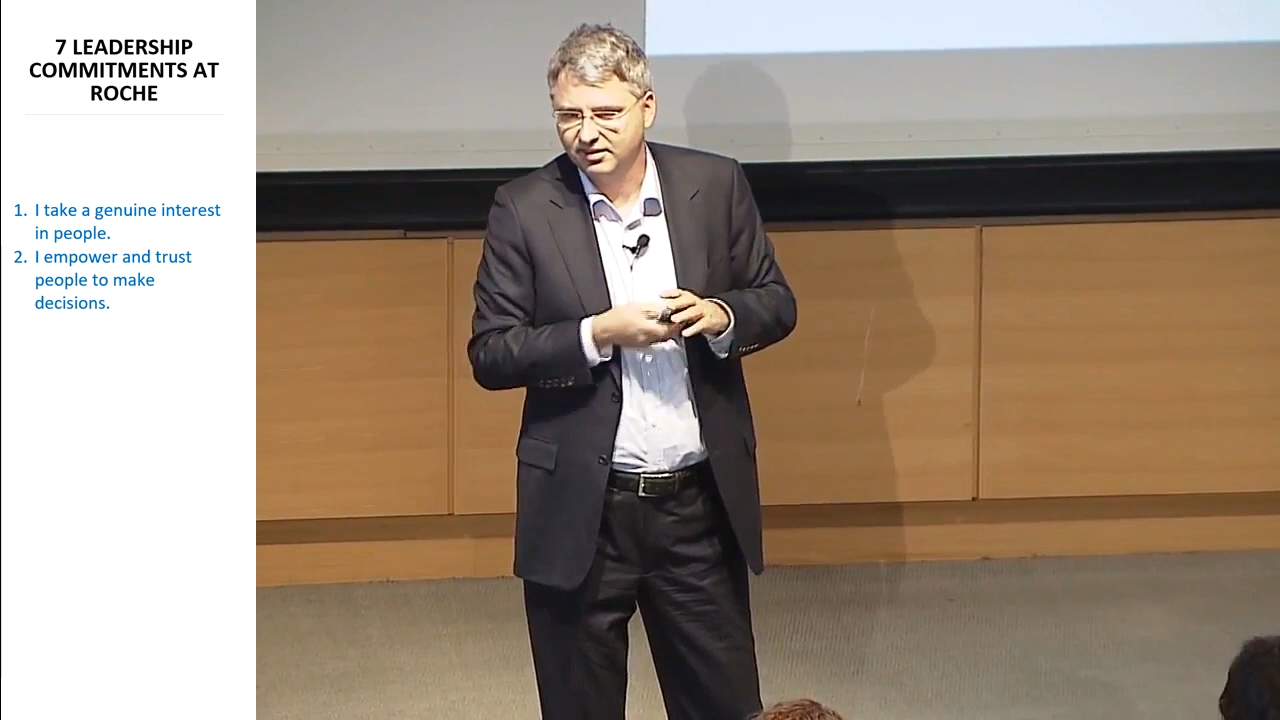 7 LEADERSHIP
COMMITMENTS AT
ROCHE
1. I take a genuine interest
in people.
2. I empower and trust
people to make
decisions.